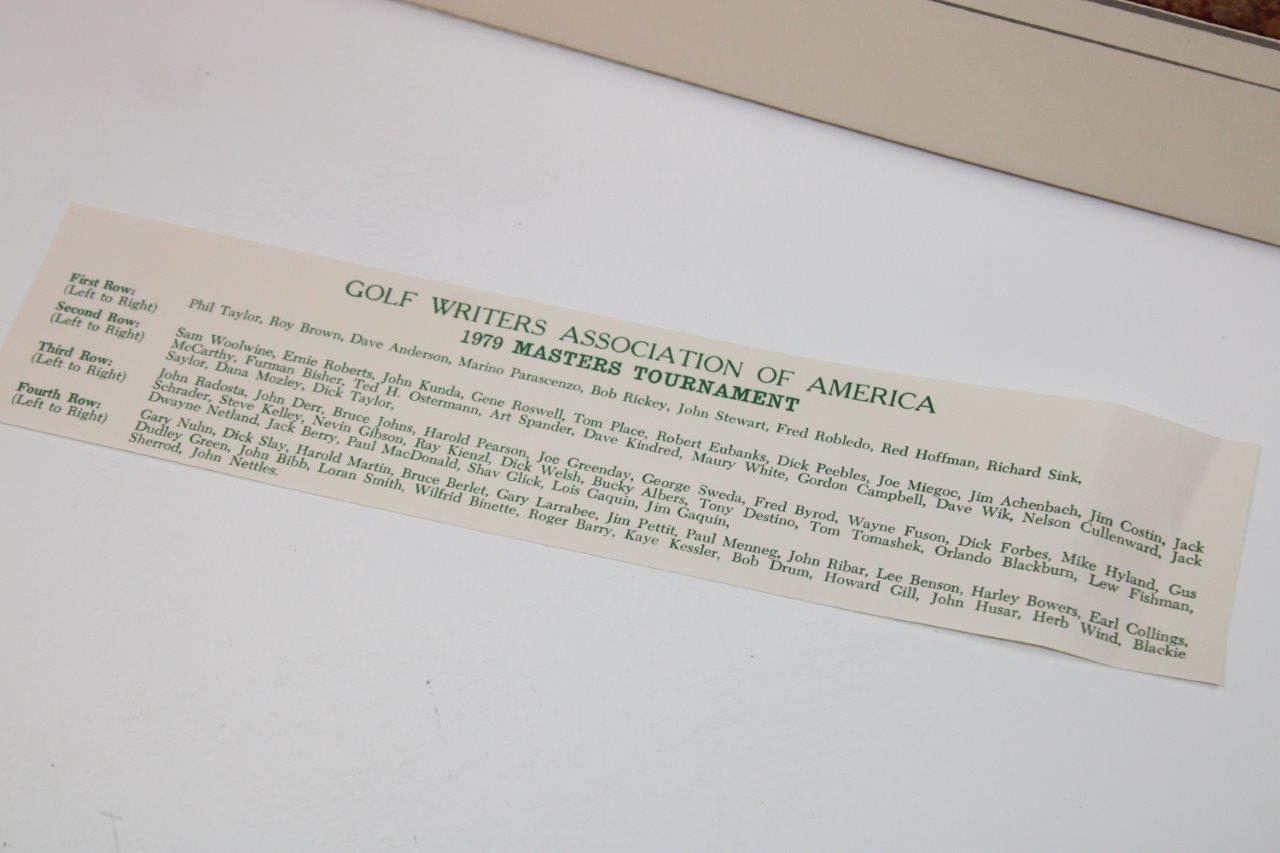 GOLF WRITERS ASSOCIATION OF AMERICA
1979 MASTERS TOURNAMENT
First Row:
(Left to Right)
Phil Taylor, Roy Brown, Dave Anderson, Marino Parascenzo, Bob Rickey, John Stewart, Fred Robledo, Red Hoffman, Richard Sink,
Second Row:
(Left to Right)
Sam Woolwine, Ernie Roberts, John Kunda, Gene Roswell, Tom Place, Robert Eubanks, Dick Peebles, Joe Miegoc, Jim Achenbach, Jim Costin, Jack
McCarthy, Furman Bisher, Ted H. Ostermann, Art Spander, Dave Kindred, Maury White, Gordon Campbell, Dave Wik, Nelson Cullenward, Jack
Saylor, Dana Mozley, Dick Taylor,
Third Row:
(Left to Right)
John Radosta, John Derr, Bruce Johns, Harold Pearson, Joe Greenday, George Sweda, Fred Byrod, Wayne Fuson, Dick Forbes, Mike Hyland, Gus
Schrader, Steve Kelley, Nevin Gibson, Ray Kienzl, Dick Welsh, Bucky Albers, Tony Destino, Tom Tomashek, Orlando Blackburn, Lew Fishman,
Dwayne Netland, Jack Berry, Paul MacDonald, Shav Glick, Lois Gaquin, Jim Gaquin,
Fourth Row:
(Left to Right)
Gary Nuhn, Dick Slay, Harold Martin, Bruce Berlet, Gary Larrabee, Jim Pettit, Paul Menneg, John Ribar, Lee Benson, Harley Bowers, Earl Collings,
Dudley Green, John Bibb, Loran Smith, Wilfrid Binette, Roger Barry, Kaye Kessler, Bob Drum, Howard Gill, John Husar, Herb Wind, Blackie
Sherrod, John Nettles.